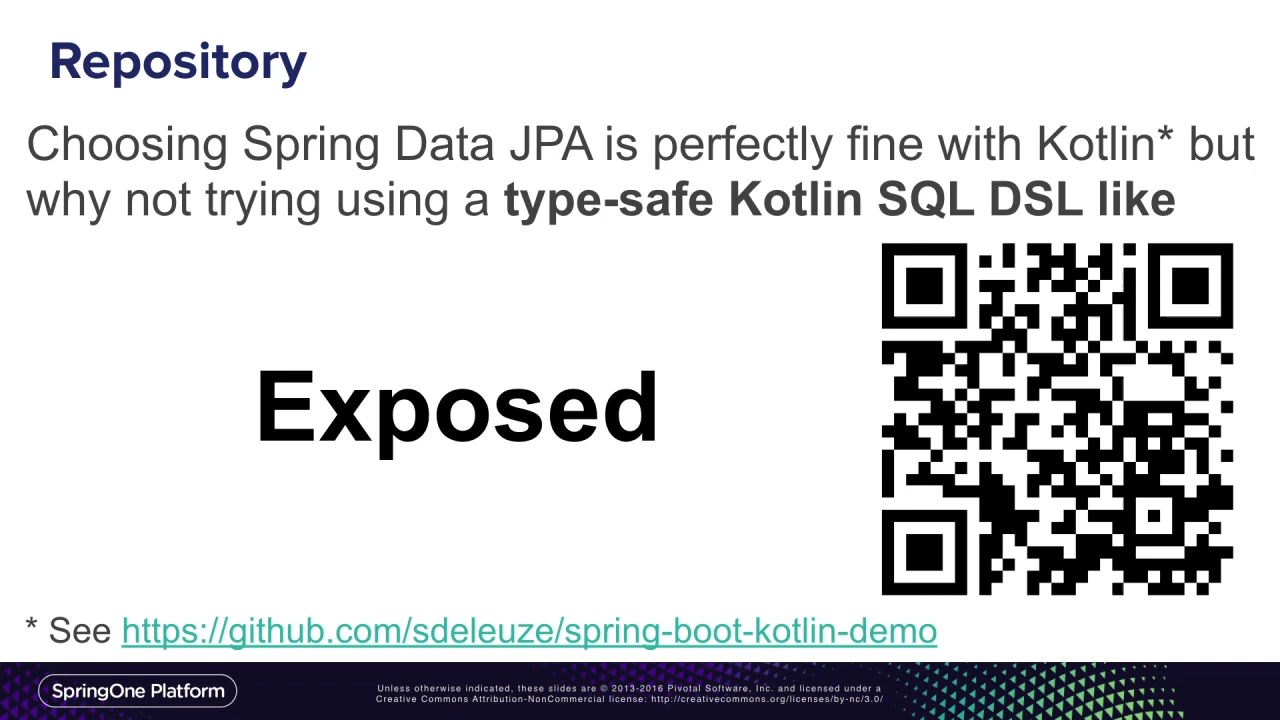 Repository
Choosing Spring Data JPA is perfectly fine with Kotlin* but
why not trying using a type-safe Kotlin SQL DSL like
Exposed
* See https://github.com/sdeleuze/spring-boot-kotlin-demo
SpringOne Platform
Unless otherwise indicated, these slides are © 2013-2016 Pivotal Software, Inc. and licensed under a
Creative Commons Attribution-NonCommercial license: http://creativecommons.org/licenses/by-nc/3.0/